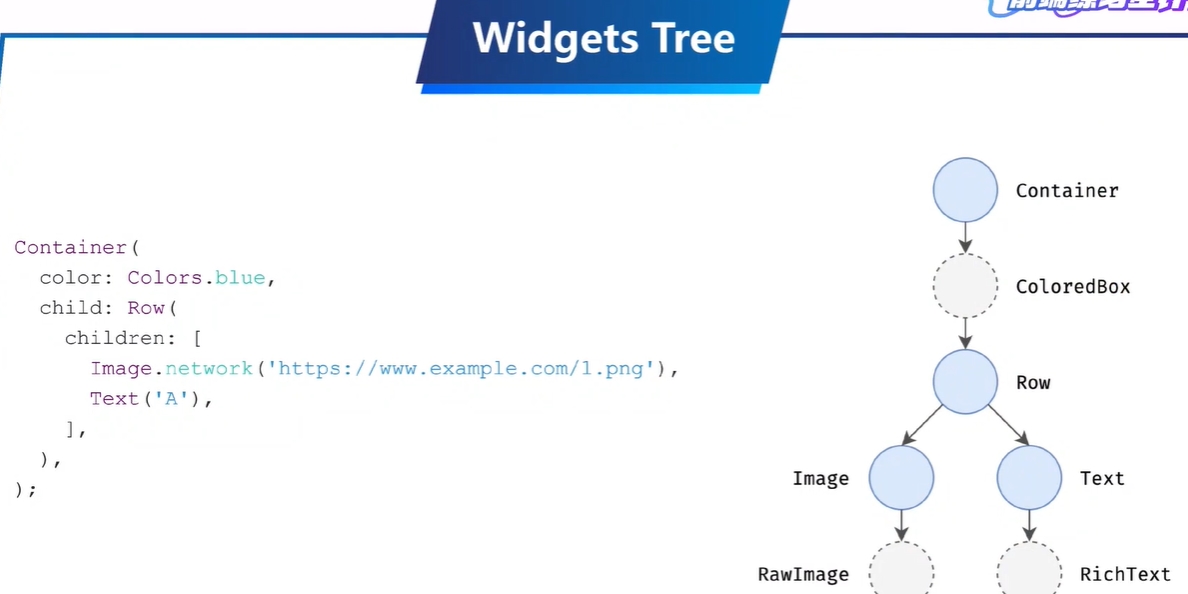 Widgets Tree
Container(
  color: Colors.blue,
  child: Row(
    children: [
      Image.network('https://www.example.com/1.png'),
      Text('A'),
    ],
  ),
);
Container
ColoredBox
Row
Image
Text
RawImage
RichText